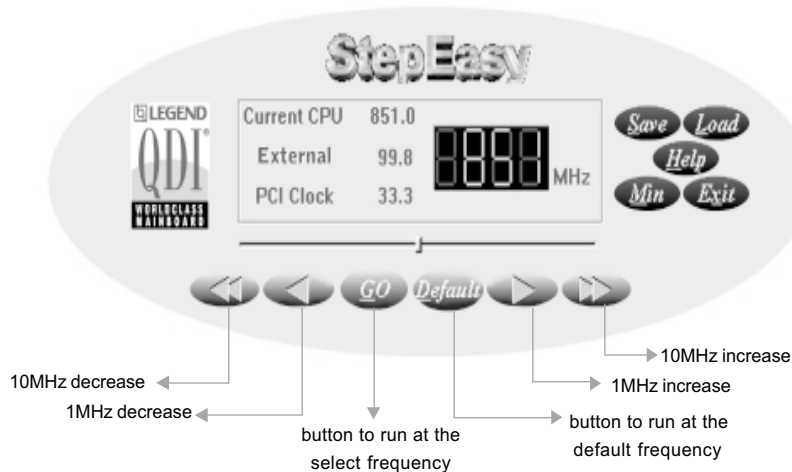 StepEasy
LEGEND
QDI
WORLDCLASS
MAINBOARD
Current CPU 851.0
External 99.8
PCI Clock 33.3
851 MHz
Save Load
Help
Min Exit
GO Default
10MHz decrease
1MHz decrease
button to run at the
select frequency
button to run at the
default frequency
1MHz increase
10MHz increase